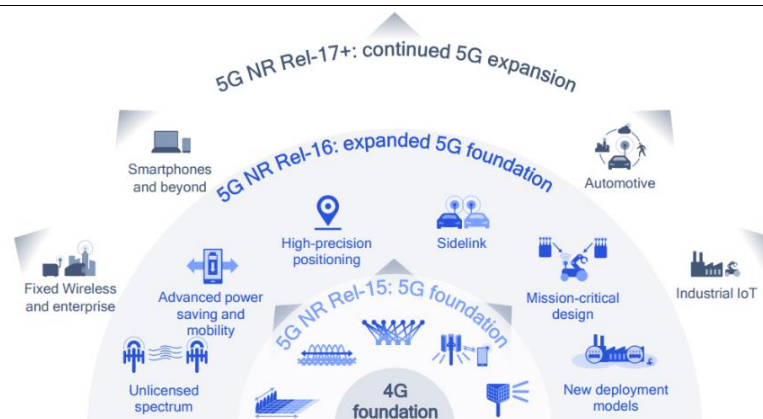 5G NR Rel-17+: continued 5G expansion
Smartphones
and beyond
5G NR Rel-16: expanded 5G foundation
Automotive
High-precision
positioning
Sidelink
Fixed Wireless
and enterprise
Advanced power
saving and
mobility
5G NR Rel-15: 5G foundation
Mission-critical
design
Industrial IoT
Unlicensed
spectrum
4G
foundation
New deployment
models